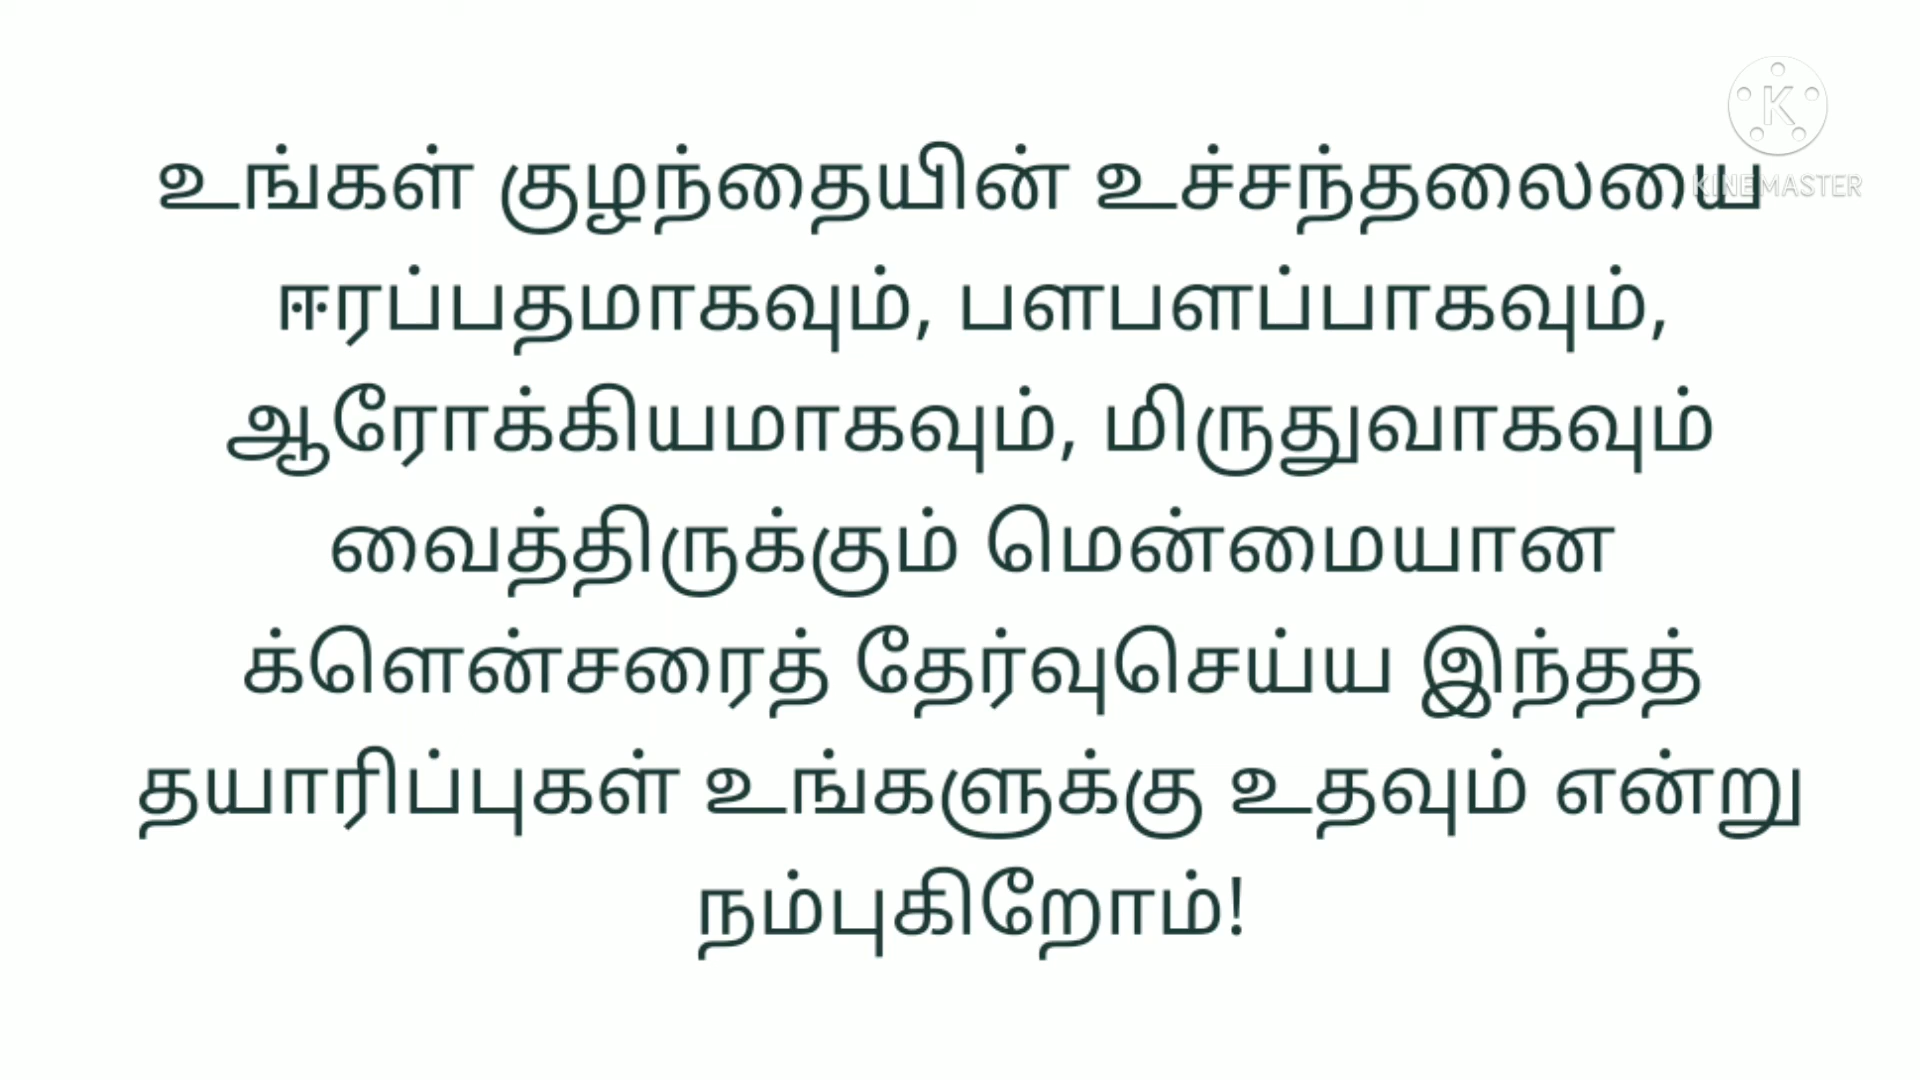 உங்கள் குழந்தையின் உச்சந்தலையை
ஈரப்பதமாகவும், பளபளப்பாகவும்,
ஆரோக்கியமாகவும், மிருதுவாகவும்
வைத்திருக்கும் மென்மையான
க்ளென்சரைத் தேர்வுசெய்ய இந்தத்
தயாரிப்புகள் உங்களுக்கு உதவும் என்று
நம்புகிறோம்!
K
KINEMASTER